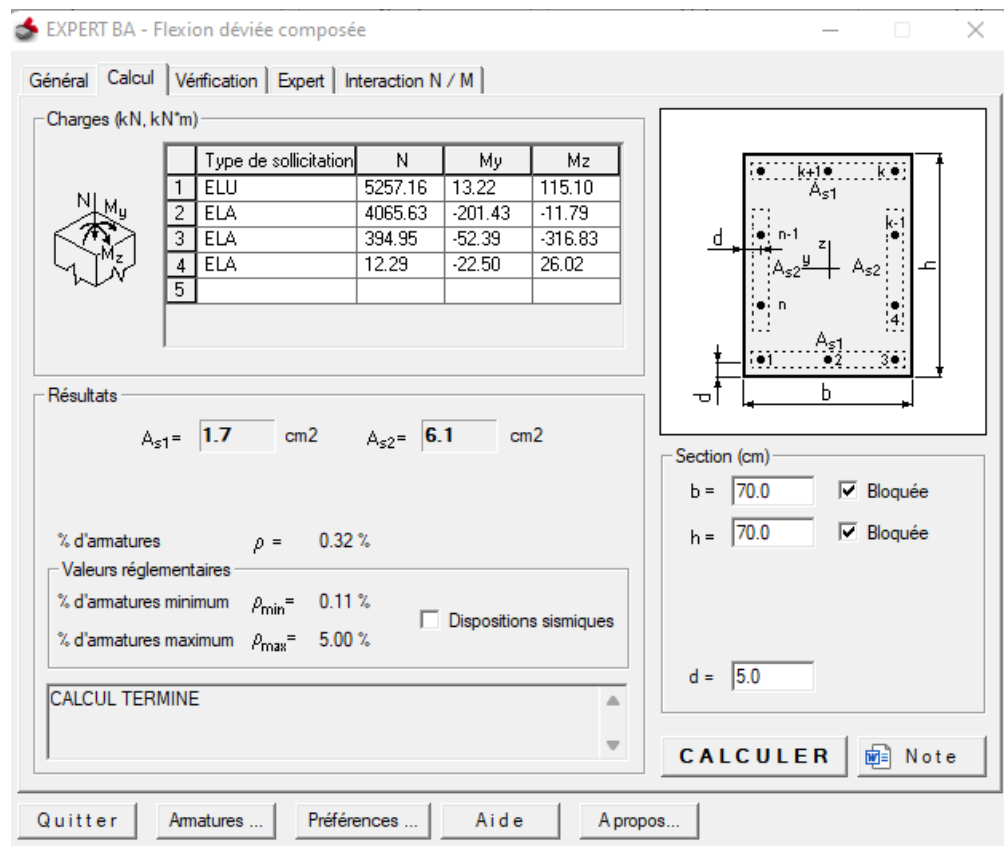 EXPERT BA - Flexion déviée composée
Général Calcul Vérification Expert Interaction N / M
Charges (kN, kN*m)
Type de sollicitation N My Mz
1 ELU 5257.16 13.22 115.10
2 ELA 4065.63 -201.43 -11.79
3 ELA 394.95 -52.39 -316.83
4 ELA 12.29 -22.50 26.02
5
N My
Mz
k+1 k
As1
n-1 k-1
d z h
As2 y As2
n 4
As1
1 2 3
d b
Résultats
As1= 1.7 cm2 As2= 6.1 cm2
% d'armatures ρ = 0.32 %
Valeurs réglementaires
% d'armatures minimum ρmin= 0.11 %
Dispositions sismiques
% d'armatures maximum ρmax= 5.00 %
CALCUL TERMINE
Section (cm)
b = 70.0 Bloquée
h = 70.0 Bloquée
d = 5.0
CALCULER Note
Quitter Armatures ... Préférences ... Aide A propos...